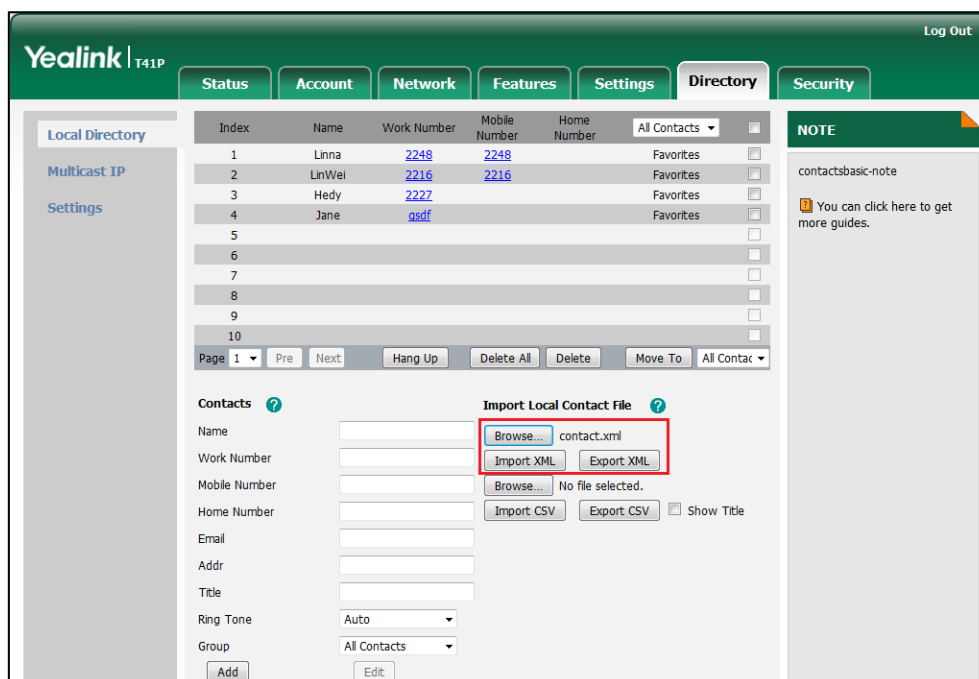 Log Out
Yealink | T41P
Status Account Network Features Settings Directory Security
Local Directory
Multicast IP
Settings
Index Name Work Number Mobile Number Home Number All Contacts
1 Linna 2248 2248 Favorites
2 LinWei 2216 2216 Favorites
3 Hedy 2227 Favorites
4 Jane qsdf Favorites
5
6
7
8
9
10
Page 1 Pre Next Hang Up Delete All Delete Move To All Contac
NOTE
contactsbasic-note
You can click here to get
more guides.
Contacts ?
Name
Work Number
Mobile Number
Home Number
Email
Addr
Title
Ring Tone Auto
Group All Contacts
Add Edit
Import Local Contact File ?
Browse... contact.xml
Import XML Export XML
Browse... No file selected.
Import CSV Export CSV Show Title